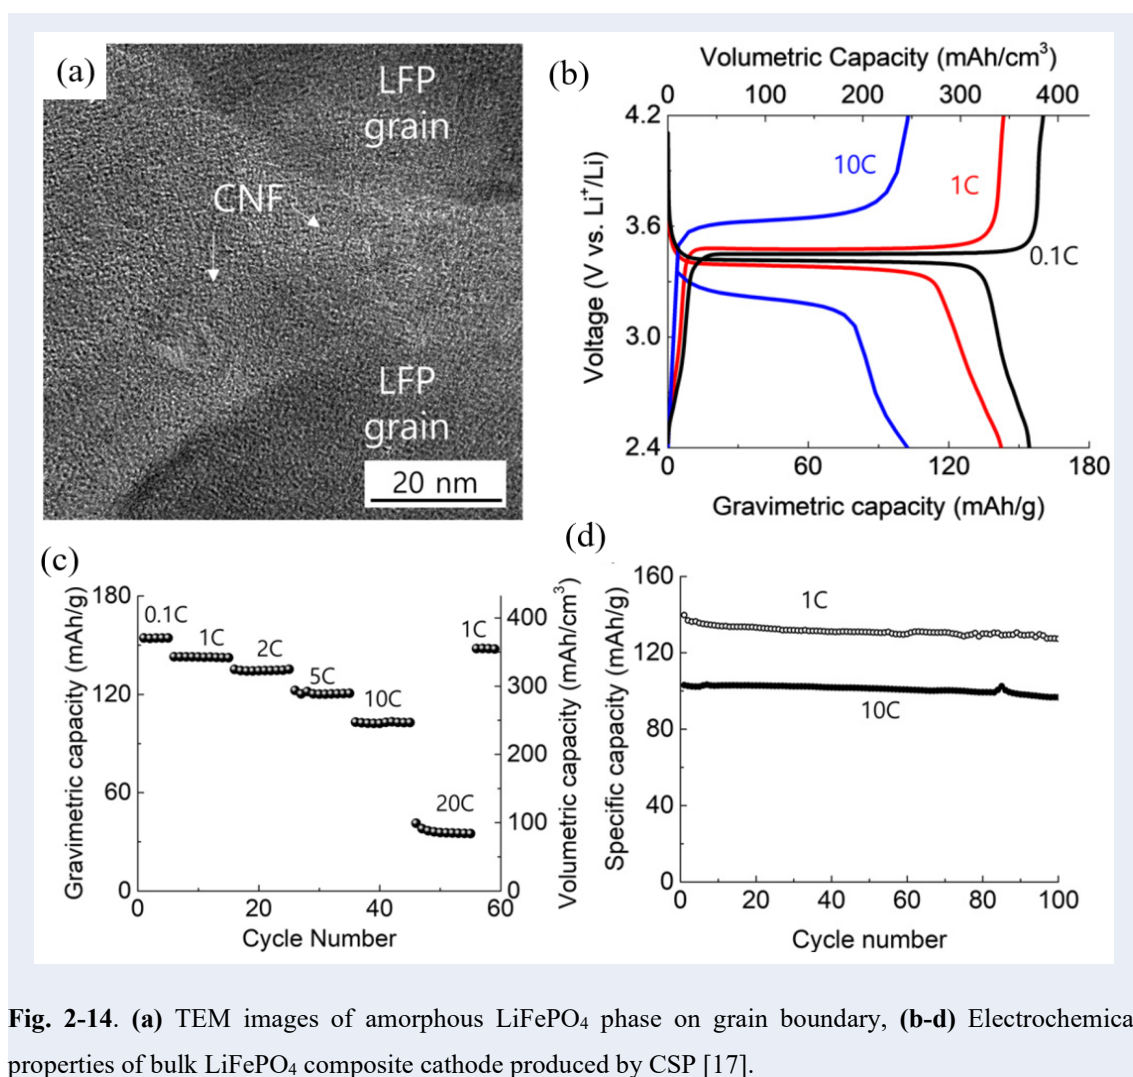 (a)
LFP
grain
CNF
LFP
grain
20 nm
(b)
Volumetric Capacity (mAh/cm³)
0 100 200 300 400
4.2
3.6
3.0
2.4
Voltage (V vs. Li⁺/Li)
10C
1C
0.1C
0 60 120 180
Gravimetric capacity (mAh/g)
(c)
Gravimetric capacity (mAh/g)
180
120
60
0
0.1C
1C
2C
5C
10C
20C
1C
400
300
200
100
0
Volumetric capacity (mAh/cm³)
0 20 40 60
Cycle Number
(d)
Specific capacity (mAh/g)
160
120
80
40
0
1C
10C
0 20 40 60 80 100
Cycle number
Fig. 2-14. (a) TEM images of amorphous LiFePO₄ phase on grain boundary, (b-d) Electrochemica
properties of bulk LiFePO₄ composite cathode produced by CSP [17].